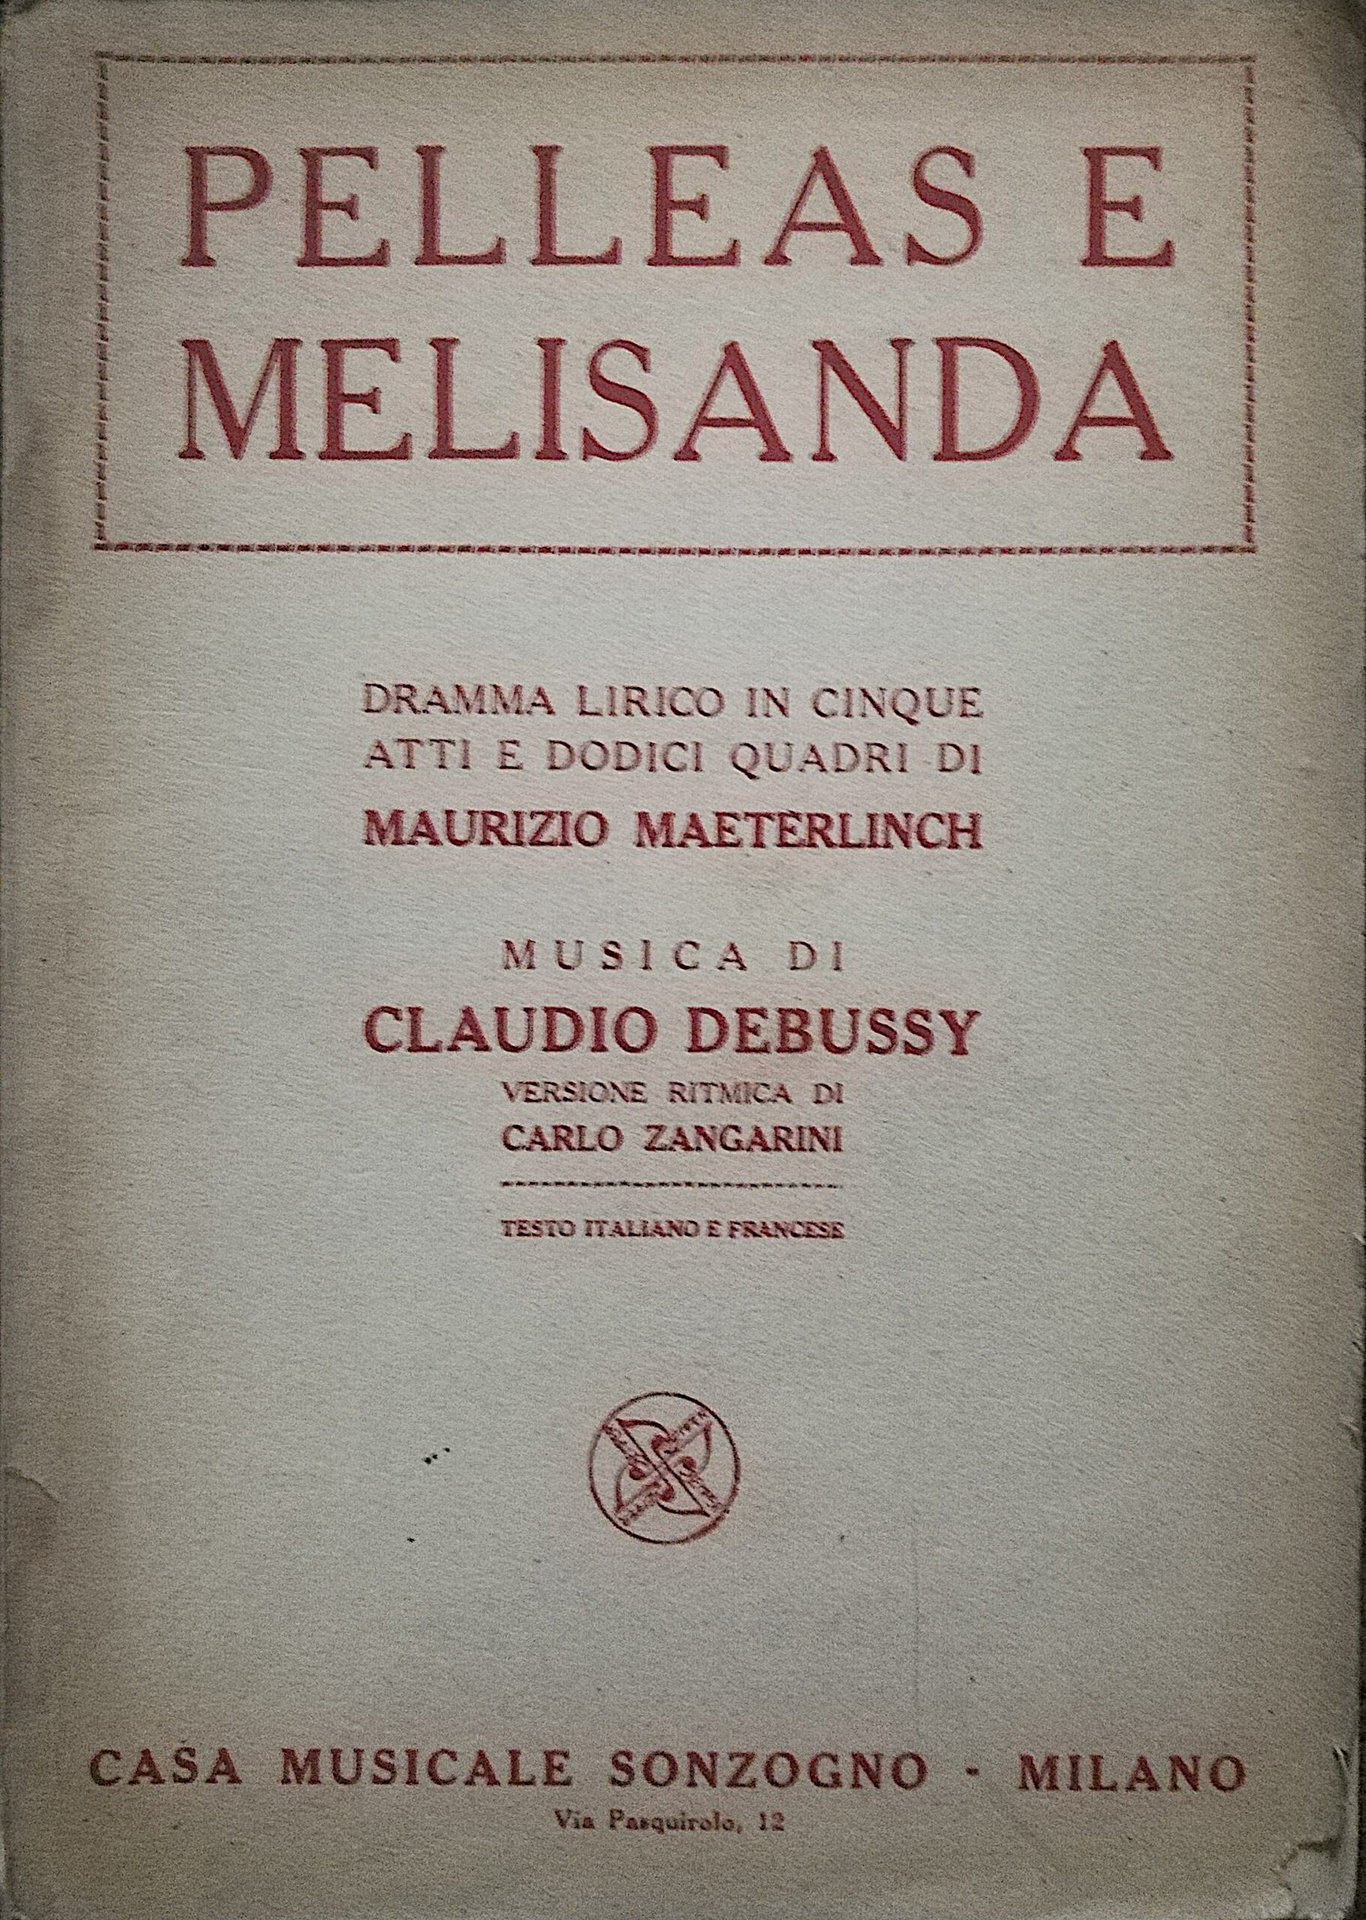 PELLEAS E
MELISANDA
DRAMMA LIRICO IN CINQUE
ATTI E DODICI QUADRI DI
MAURIZIO MAETERLINCH
MUSICA DI
CLAUDIO DEBUSSY
VERSIONE RITMICA DI
CARLO ZANGARINI
TESTO ITALIANO E FRANCESE
CASA MUSICALE SONZOGNO - MILANO
Via Pasquirolo, 12